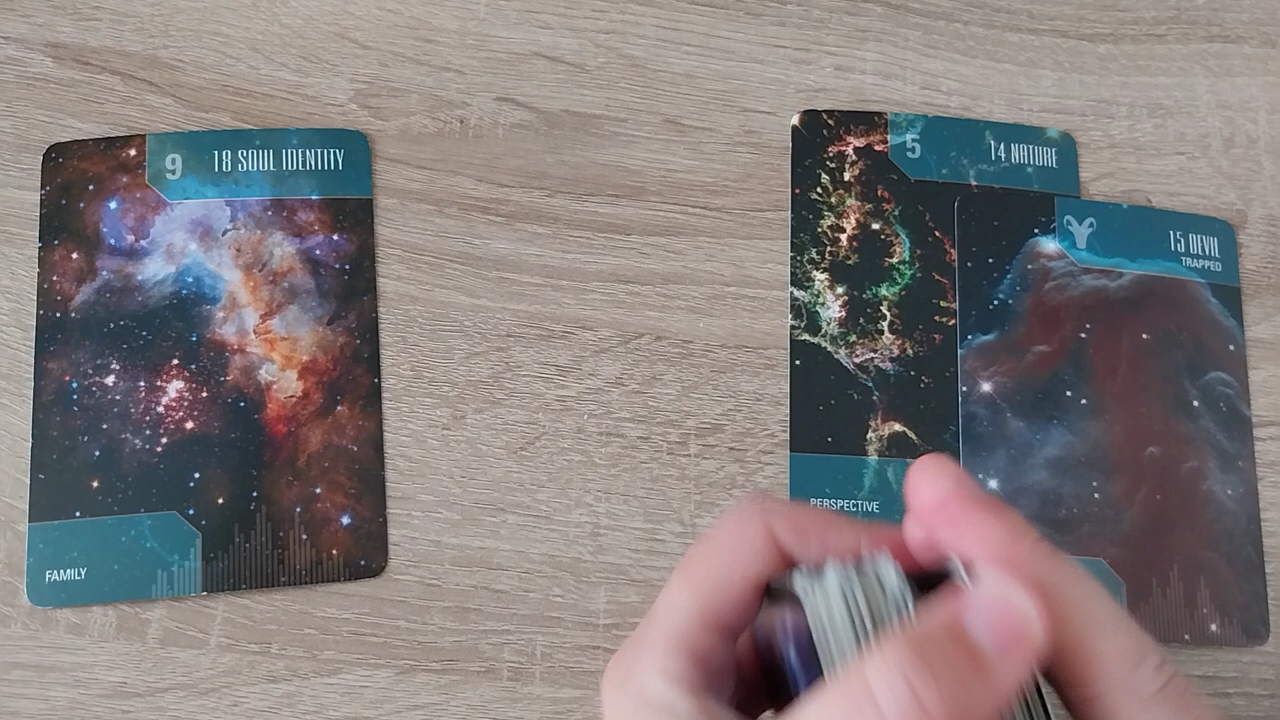 9 18 SOUL IDENTITY
FAMILY
5 14 NATURE
PERSPECTIVE
15 DEVIL
TRAPPED